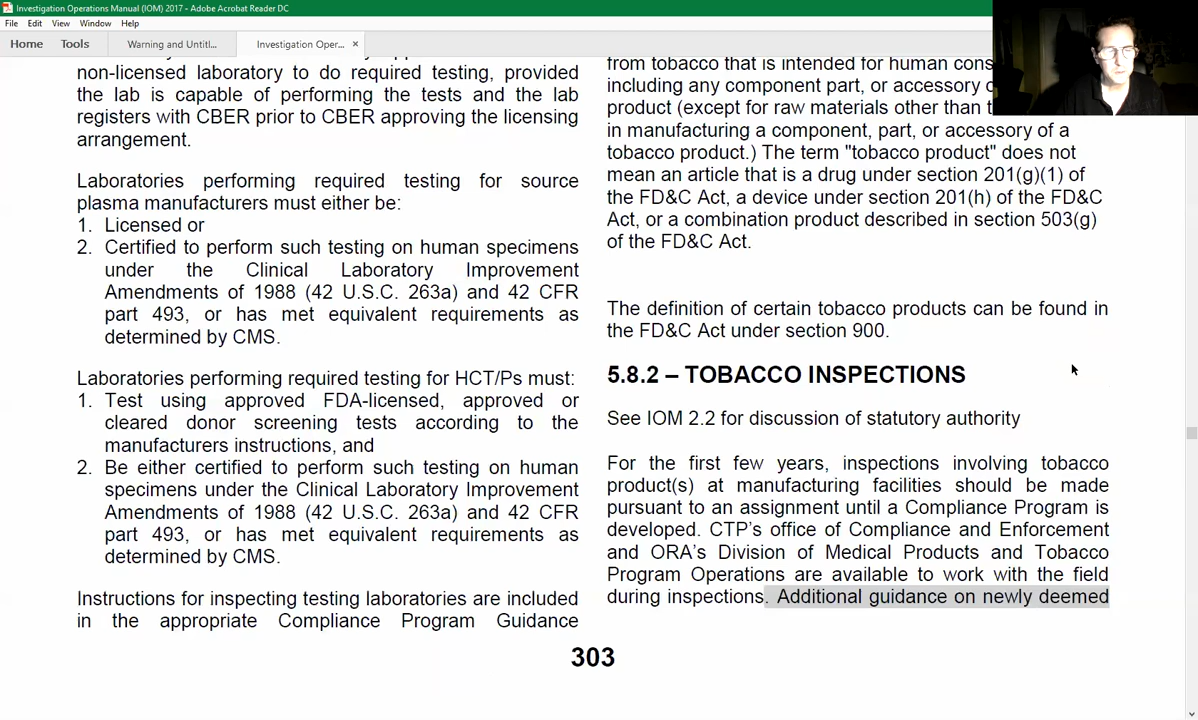 Investigation Operations Manual (IOM) 2017 - Adobe Acrobat Reader DC
File Edit View Window Help
Home Tools Warning and Untitl... Investigation Oper... ×
non-licensed laboratory to do required testing, provided
the lab is capable of performing the tests and the lab
registers with CBER prior to CBER approving the licensing
arrangement.
Laboratories performing required testing for source
plasma manufacturers must either be:
1. Licensed or
2. Certified to perform such testing on human specimens
under the Clinical Laboratory Improvement
Amendments of 1988 (42 U.S.C. 263a) and 42 CFR
part 493, or has met equivalent requirements as
determined by CMS.
Laboratories performing required testing for HCT/Ps must:
1. Test using approved FDA-licensed, approved or
cleared donor screening tests according to the
manufacturers instructions, and
2. Be either certified to perform such testing on human
specimens under the Clinical Laboratory Improvement
Amendments of 1988 (42 U.S.C. 263a) and 42 CFR
part 493, or has met equivalent requirements as
determined by CMS.
Instructions for inspecting testing laboratories are included
in the appropriate Compliance Program Guidance
from tobacco that is intended for human
including any component part, or accessory
product (except for raw materials other than
in manufacturing a component, part, or accessory of a
tobacco product.) The term "tobacco product" does not
mean an article that is a drug under section 201(g)(1) of
the FD&C Act, a device under section 201(h) of the FD&C
Act, or a combination product described in section 503(g)
of the FD&C Act.
The definition of certain tobacco products can be found in
the FD&C Act under section 900.
5.8.2 – TOBACCO INSPECTIONS
See IOM 2.2 for discussion of statutory authority
For the first few years, inspections involving tobacco
product(s) at manufacturing facilities should be made
pursuant to an assignment until a Compliance Program is
developed. CTP's office of Compliance and Enforcement
and ORA's Division of Medical Products and Tobacco
Program Operations are available to work with the field
during inspections. Additional guidance on newly deemed
303